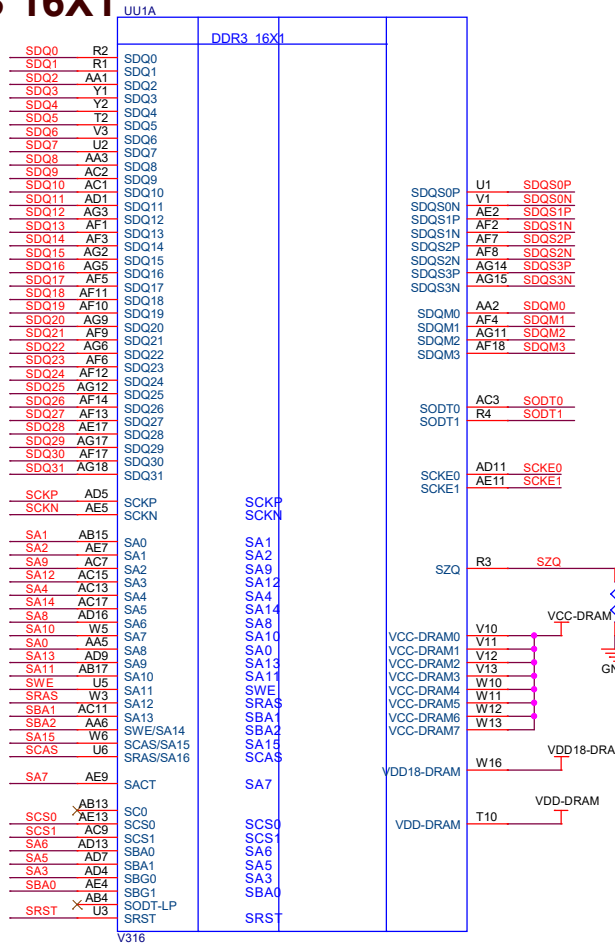 16X1
UU1A
DDR3 16X1
SDQ0 R2 SDQ0
SDQ1 R1 SDQ1
SDQ2 AA1 SDQ2
SDQ3 Y1 SDQ3
SDQ4 Y2 SDQ4
SDQ5 T2 SDQ5
SDQ6 V3 SDQ6
SDQ7 U2 SDQ7
SDQ8 AA3 SDQ8
SDQ9 AC2 SDQ9
SDQ10 AC1 SDQ10
SDQ11 AD1 SDQ11
SDQ12 AG3 SDQ12
SDQ13 AF1 SDQ13
SDQ14 AF3 SDQ14
SDQ15 AG2 SDQ15
SDQ16 AG5 SDQ16
SDQ17 AF5 SDQ17
SDQ18 AF11 SDQ18
SDQ19 AF10 SDQ19
SDQ20 AG9 SDQ20
SDQ21 AF9 SDQ21
SDQ22 AG6 SDQ22
SDQ23 AF6 SDQ23
SDQ24 AF12 SDQ24
SDQ25 AG12 SDQ25
SDQ26 AF14 SDQ26
SDQ27 AF13 SDQ27
SDQ28 AE17 SDQ28
SDQ29 AG17 SDQ29
SDQ30 AF17 SDQ30
SDQ31 AG18 SDQ31
SCKP AD5 SCKP SCKP
SCKN AE5 SCKN SCKN
SA1 AB15 SA0 SA1
SA2 AE7 SA1 SA2
SA9 AC7 SA2 SA9
SA12 AC15 SA3 SA12
SA4 AC13 SA4 SA4
SA14 AC17 SA5 SA14
SA8 AD16 SA6 SA8
SA10 W5 SA7 SA10
SA0 AA5 SA8 SA0
SA13 AD9 SA9 SA13
SA11 AB17 SA10 SA11
SWE U5 SA11 SWE
SRAS W3 SA12 SRAS
SBA1 AC11 SA13 SBA1
SBA2 AA6 SWE/SA14 SBA2
SA15 W6 SCAS/SA15 SA15
SCAS U6 SRAS/SA16 SCAS
SA7 AE9 SACT SA7
AB13 SC0
SCS0 AE13 SCS0 SCS0
SCS1 AC9 SCS1 SCS1
SA6 AD13 SBA0 SA6
SA5 AD7 SBA1 SA5
SA3 AD4 SBG0 SA3
SBA0 AE4 SBG1 SBA0
AB4 SODT-LP
SRST U3 SRST SRST
V316
SDQS0P U1 SDQS0P
SDQS0N V1 SDQS0N
SDQS1P AE2 SDQS1P
SDQS1N AF2 SDQS1N
SDQS2P AF7 SDQS2P
SDQS2N AF8 SDQS2N
SDQS3P AG14 SDQS3P
SDQS3N AG15 SDQS3N
SDQM0 AA2 SDQM0
SDQM1 AF4 SDQM1
SDQM2 AG11 SDQM2
SDQM3 AF18 SDQM3
SODT0 AC3 SODT0
SODT1 R4 SODT1
SCKE0 AD11 SCKE0
SCKE1 AE11 SCKE1
SZQ R3 SZQ
VCC-DRAM
GN
VCC-DRAM0 V10
VCC-DRAM1 V11
VCC-DRAM2 V12
VCC-DRAM3 V13
VCC-DRAM4 W10
VCC-DRAM5 W11
VCC-DRAM6 W12
VCC-DRAM7 W13
VDD18-DRAM W16 VDD18-DRA
VDD-DRAM T10 VDD-DRAM